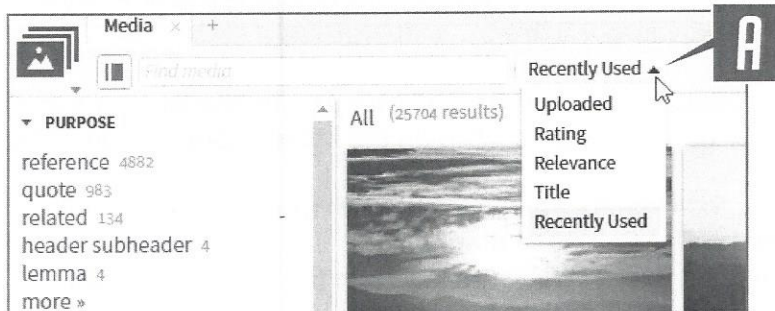 Media × +
Find media
Recently Used ▲
A
Uploaded
Rating
Relevance
Title
Recently Used
▼ PURPOSE
reference 4882
quote 983
related 134
header subheader 4
lemma 4
more »
All (25704 results)